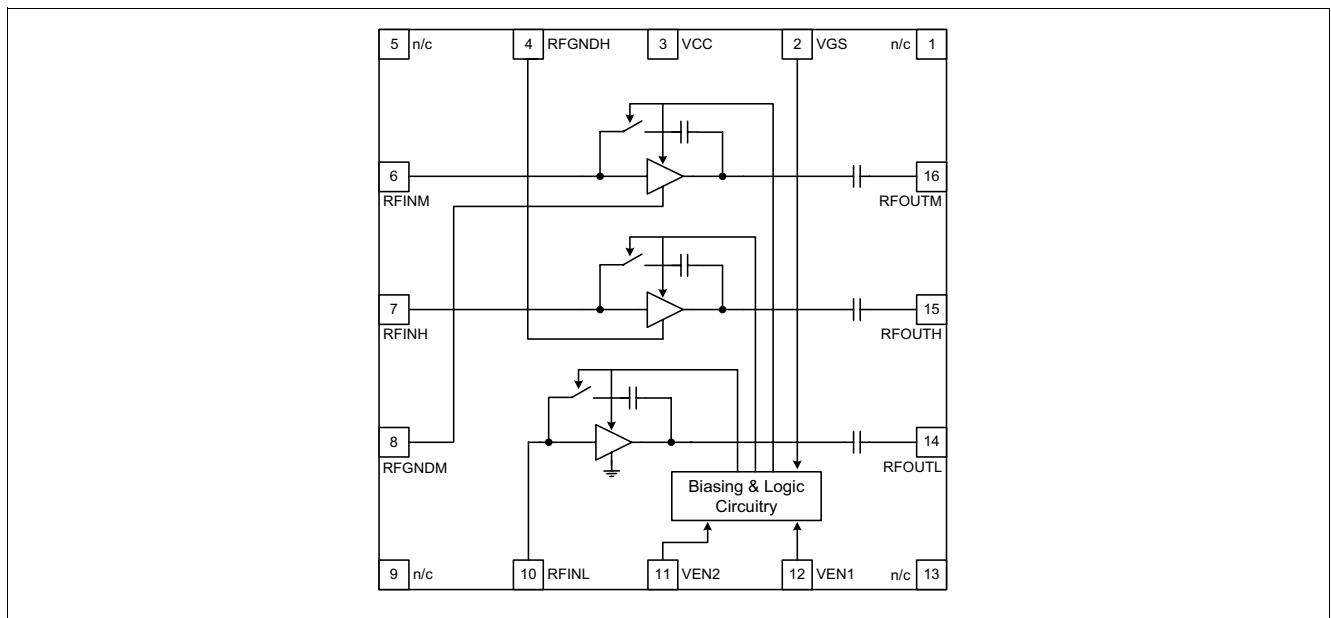 5 n/c 4 RFGNDH 3 VCC 2 VGS n/c 1
6 16
RFINM RFOUTM
7 15
RFINH RFOUTH
8 14
RFGNDM RFOUTL
Biasing & Logic
Circuitry
9 n/c 10 RFINL 11 VEN2 12 VEN1 n/c 13